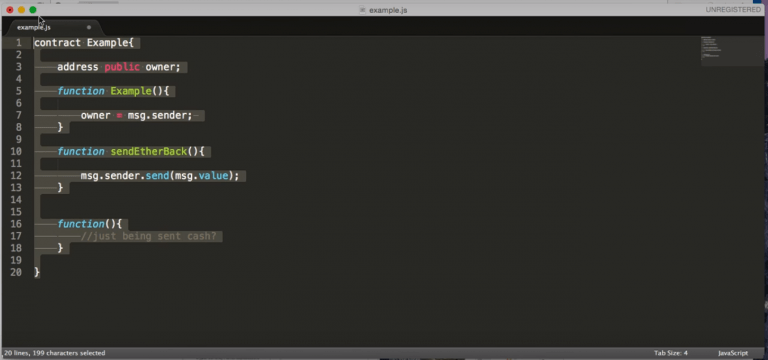 example.js
UNREGISTERED
example.js
1 contract Example{
2
3 address public owner;
4
5 function Example(){
6
7 owner = msg.sender;
8 }
9
10 function sendEtherBack(){
11
12 msg.sender.send(msg.value);
13 }
14
15
16 function(){
17 //just being sent cash?
18 }
19
20 }
20 lines, 199 characters selected
Tab Size: 4
JavaScript